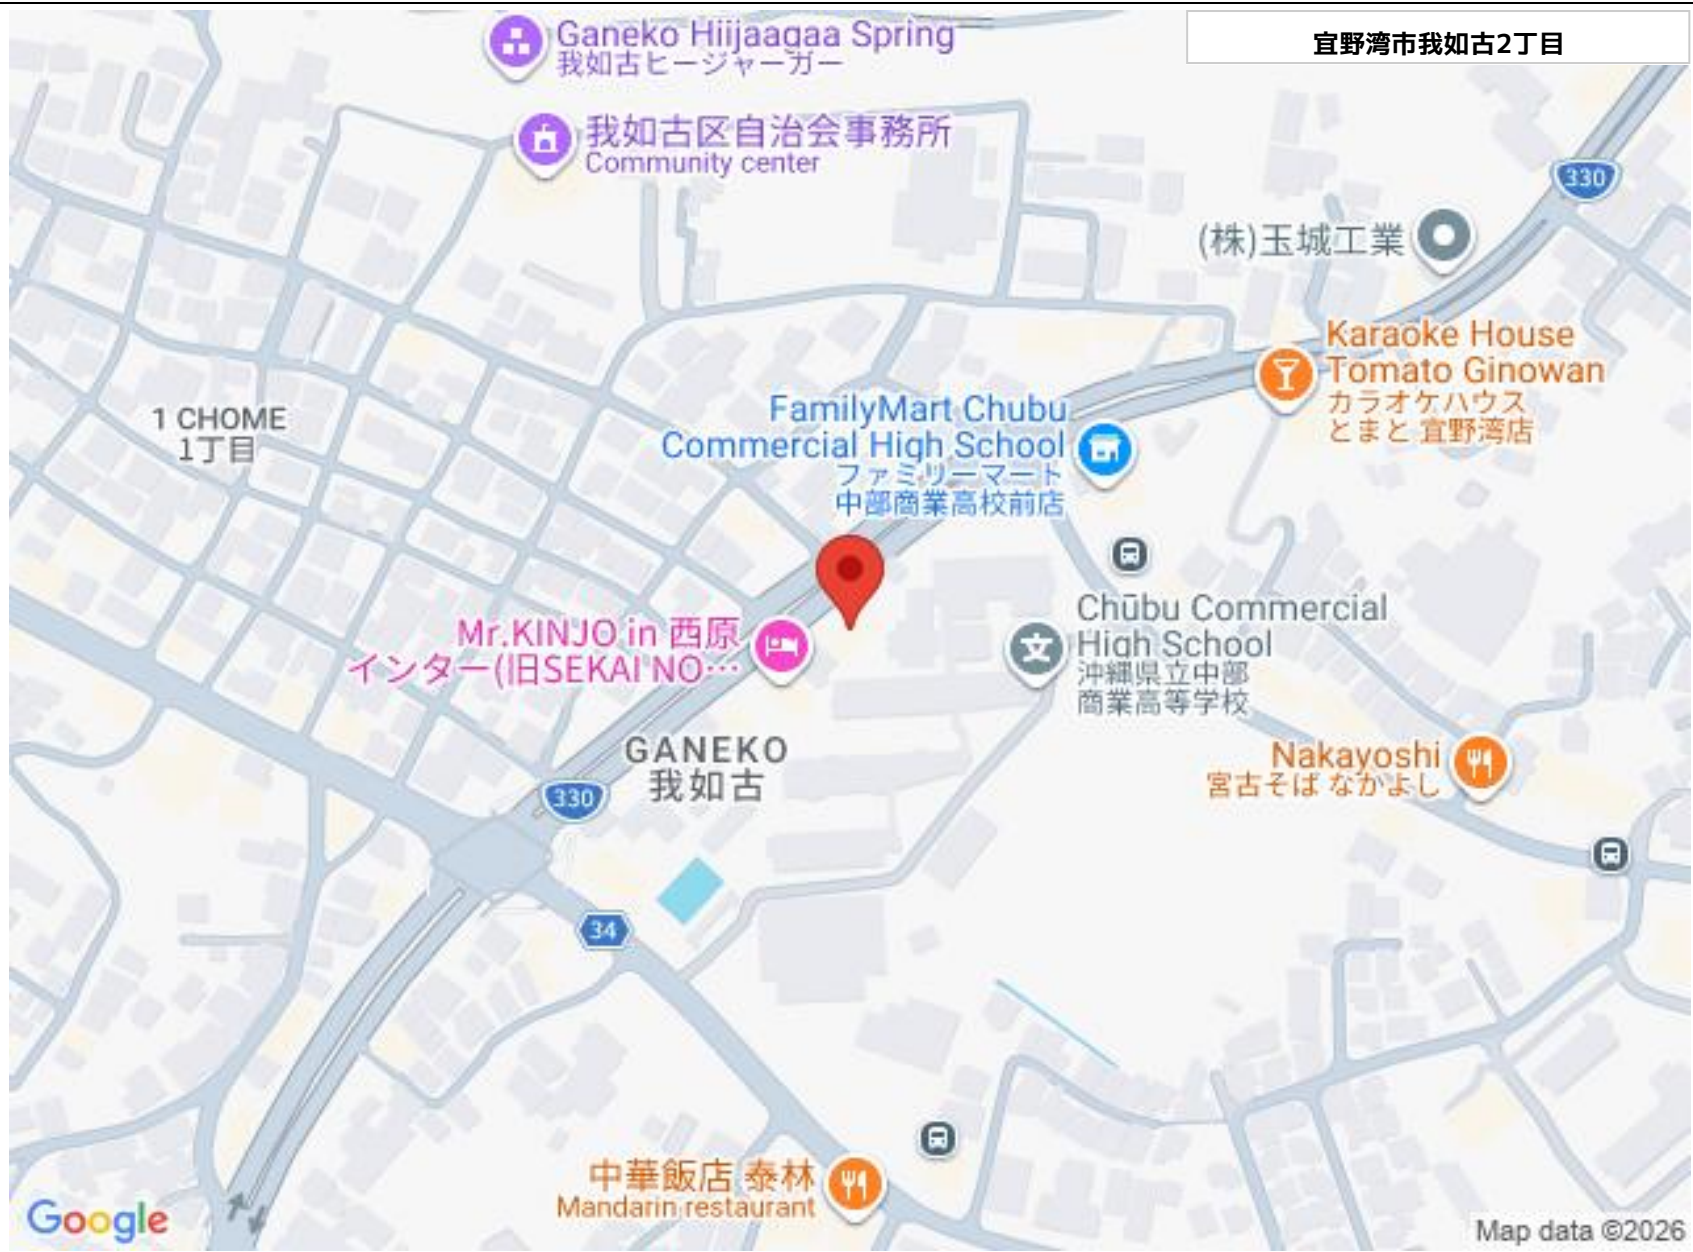 宜野湾市我如古2丁目
Ganeko Hiijaagaa Spring
我如古ヒージャーガー
我如古区自治会事務所
Community center
330
(株)玉城工業
Karaoke House
Tomato Ginowan
カラオケハウス
とまと 宜野湾店
1 CHOME
1丁目
FamilyMart Chubu
Commercial High School
ファミリーマート
中部商業高校前店
Chūbu Commercial
High School
沖縄県立中部
商業高等学校
Mr.KINJO in 西原
インター(旧SEKAI NO…
GANEKO
我如古
330
Nakayoshi
宮古そば なかよし
34
中華飯店 泰林
Mandarin restaurant
Google
Map data ©2026
文